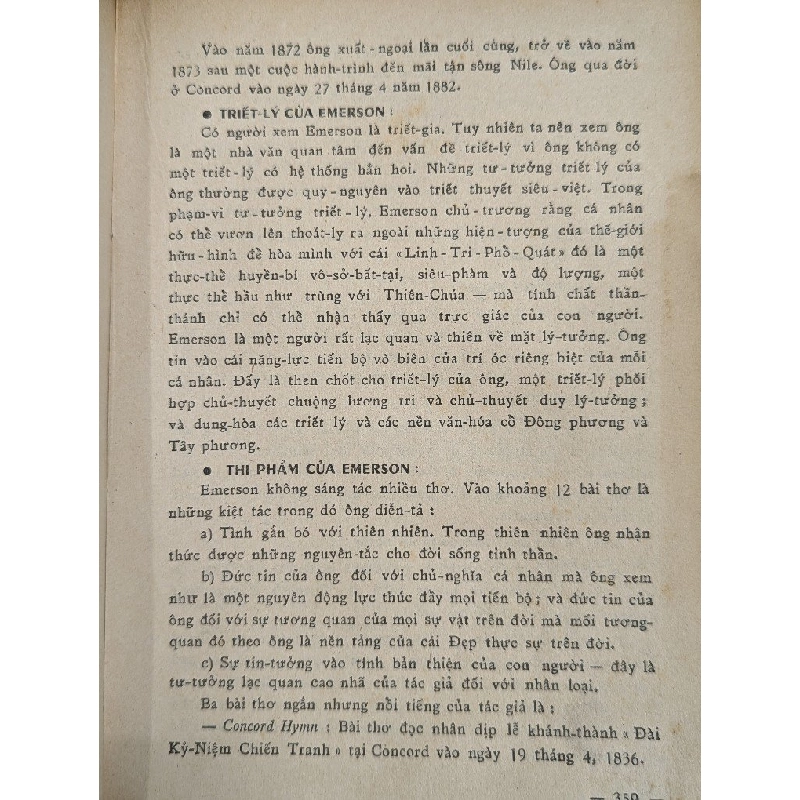 Vào năm 1872 ông xuất-ngoại lần cuối cùng, trở về vào năm
1873 sau một cuộc hành-trình đến mãi tận sông Nile. Ông qua đời
ở Concord vào ngày 27 tháng 4 năm 1882.
● TRIẾT-LÝ CỦA EMERSON :
Có người xem Emerson là triết-gia. Tuy nhiên ta nên xem ông
là một nhà văn quan tâm đến vấn đề triết-lý vì ông không có
một triết-lý có hệ thống hẳn hoi. Những tư-tưởng triết lý của
ông thường được quy-nguyên vào triết thuyết siêu-việt. Trong
phạm-vi tư-tưởng triết-lý, Emerson chủ-trương rằng cá nhân
có thể vươn lên thoát-ly ra ngoài những hiện-tượng của thế-giới
hữu-hình để hòa mình với cái «Linh-Tri-Phổ-Quát» đó là một
thực-thể huyền-bí vô-sở-bất-tại, siêu-phàm và độ lượng, một
thực thể hầu như trùng với Thiên-Chúa — mà tính chất thần-
thánh chỉ có thể nhận thấy qua trực giác của con người.
Emerson là một người rất lạc quan và thiên về mặt lý-tưởng. Ông
tin vào cái năng-lực tiến bộ vô biên của trí óc riêng biệt của mỗi
cá nhân. Đấy là then chốt cho triết-lý của ông, một triết-lý phối
hợp chủ-thuyết chuộng lương tri và chủ-thuyết duy lý-tưởng ;
và dung-hòa các triết lý và các nền văn-hóa cổ Đông phương và
Tây phương.
● THI PHẨM CỦA EMERSON :
Emerson không sáng tác nhiều thơ. Vào khoảng 12 bài thơ là
những kiệt tác trong đó ông diễn-tả :
a) Tình gắn bó với thiên nhiên. Trong thiên nhiên ông nhận
thức được những nguyên-tắc cho đời sống tinh thần.
b) Đức tin của ông đối với chủ-nghĩa cá nhân mà ông xem
như là một nguyên động lực thúc đẩy mọi tiến bộ ; và đức tin của
ông đối với sự tương quan của mọi sự vật trên đời mà mối tương-
quan đó theo ông là nền tảng của cái Đẹp thực sự trên đời.
c) Sự tin-tưởng vào tính bản thiện của con người — đây là
tư-tưởng lạc quan cao nhã của tác giả đối với nhân loại.
Ba bài thơ ngắn nhưng nổi tiếng của tác giả là :
— Concord Hymn : Bài thơ đọc nhân dịp lễ khánh-thành «Đài
Kỷ-Niệm Chiến Tranh» tại Concord vào ngày 19 tháng 4, 1836.
— 359 —